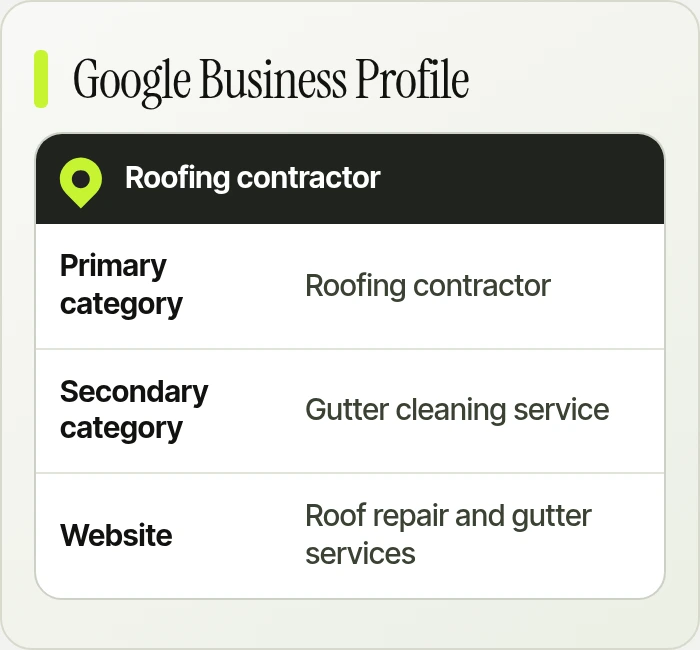 Google Business Profile
Roofing contractor
Primary
category
Roofing contractor
Secondary
category
Gutter cleaning service
Website
Roof repair and gutter
services